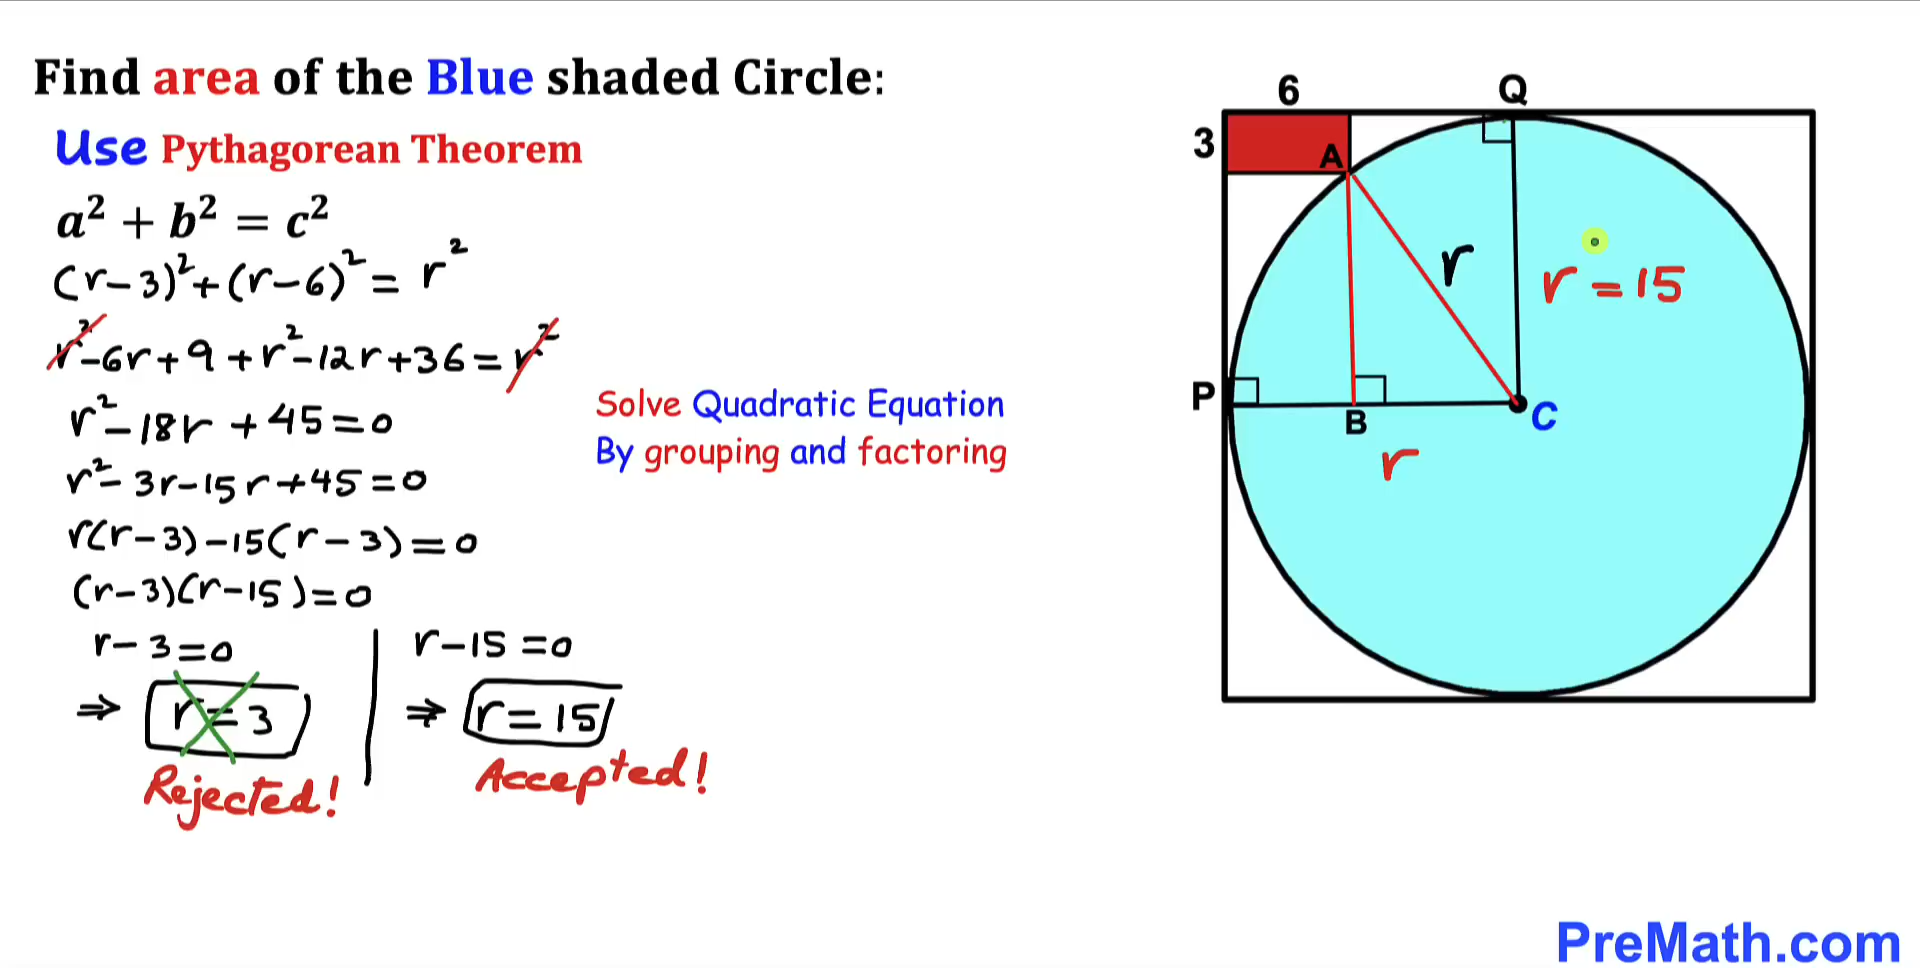 Find area of the Blue shaded Circle:
Use Pythagorean Theorem
a² + b² = c²
(r-3)²+(r-6)² = r²
r²-6r+9+r²-12r+36=r²
r²-18r+45=0
r²-3r-15r+45=0
r(r-3)-15(r-3)=0
(r-3)(r-15)=0
r-3=0
⇒ r=3
Rejected!
r-15=0
⇒ r=15
Accepted!
Solve Quadratic Equation
By grouping and factoring
6
Q
3
A
r
r=15
P
B
C
r
PreMath.com